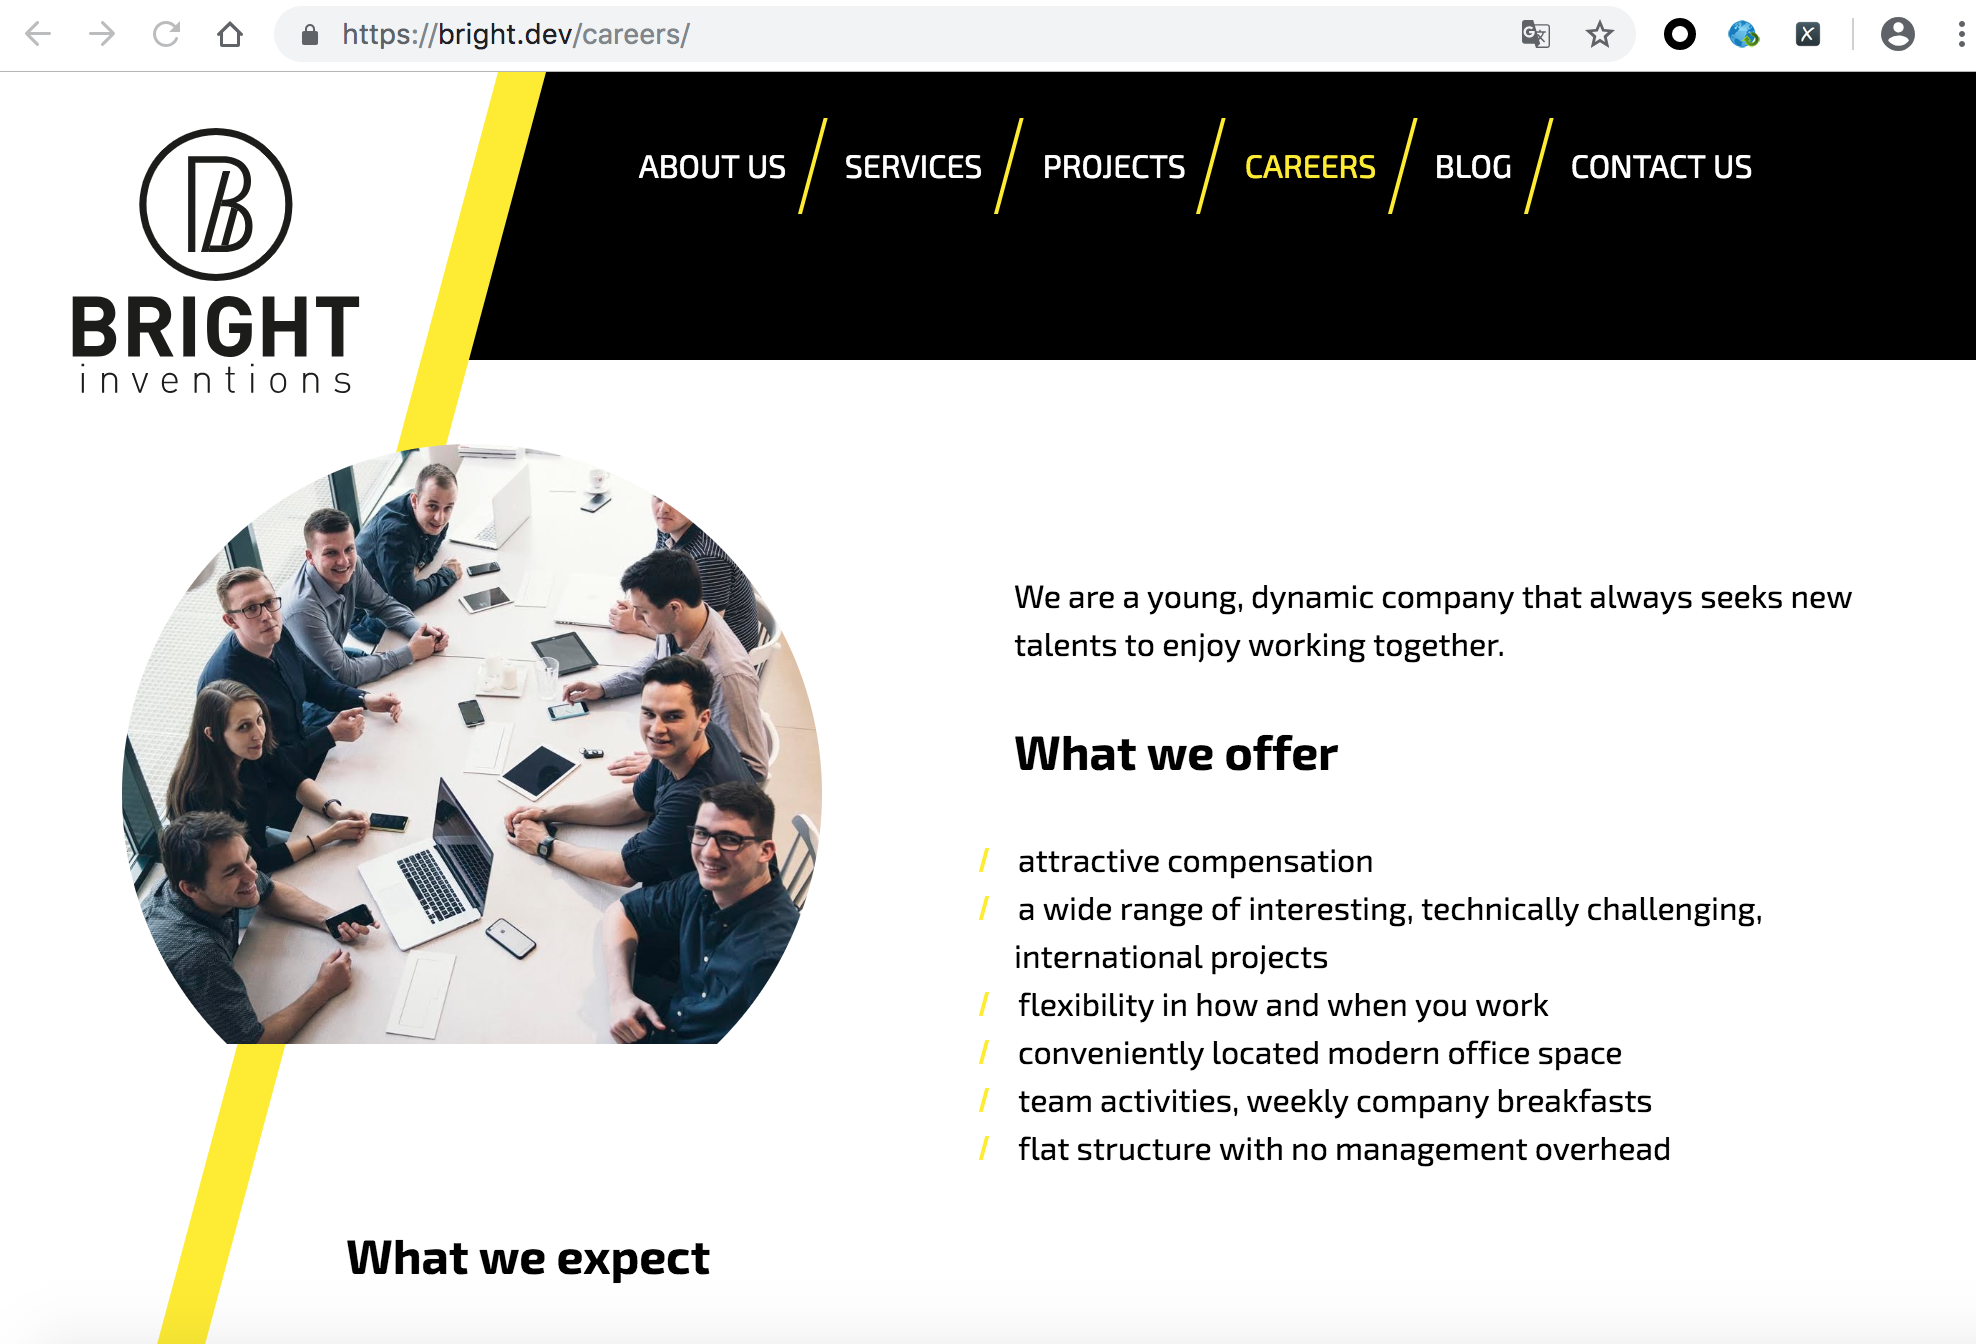 https://bright.dev/careers/
ABOUT US
SERVICES
PROJECTS
CAREERS
BLOG
CONTACT US
BRIGHT
inventions
We are a young, dynamic company that always seeks new
talents to enjoy working together.
What we offer
/ attractive compensation
/ a wide range of interesting, technically challenging,
international projects
/ flexibility in how and when you work
/ conveniently located modern office space
/ team activities, weekly company breakfasts
/ flat structure with no management overhead
What we expect